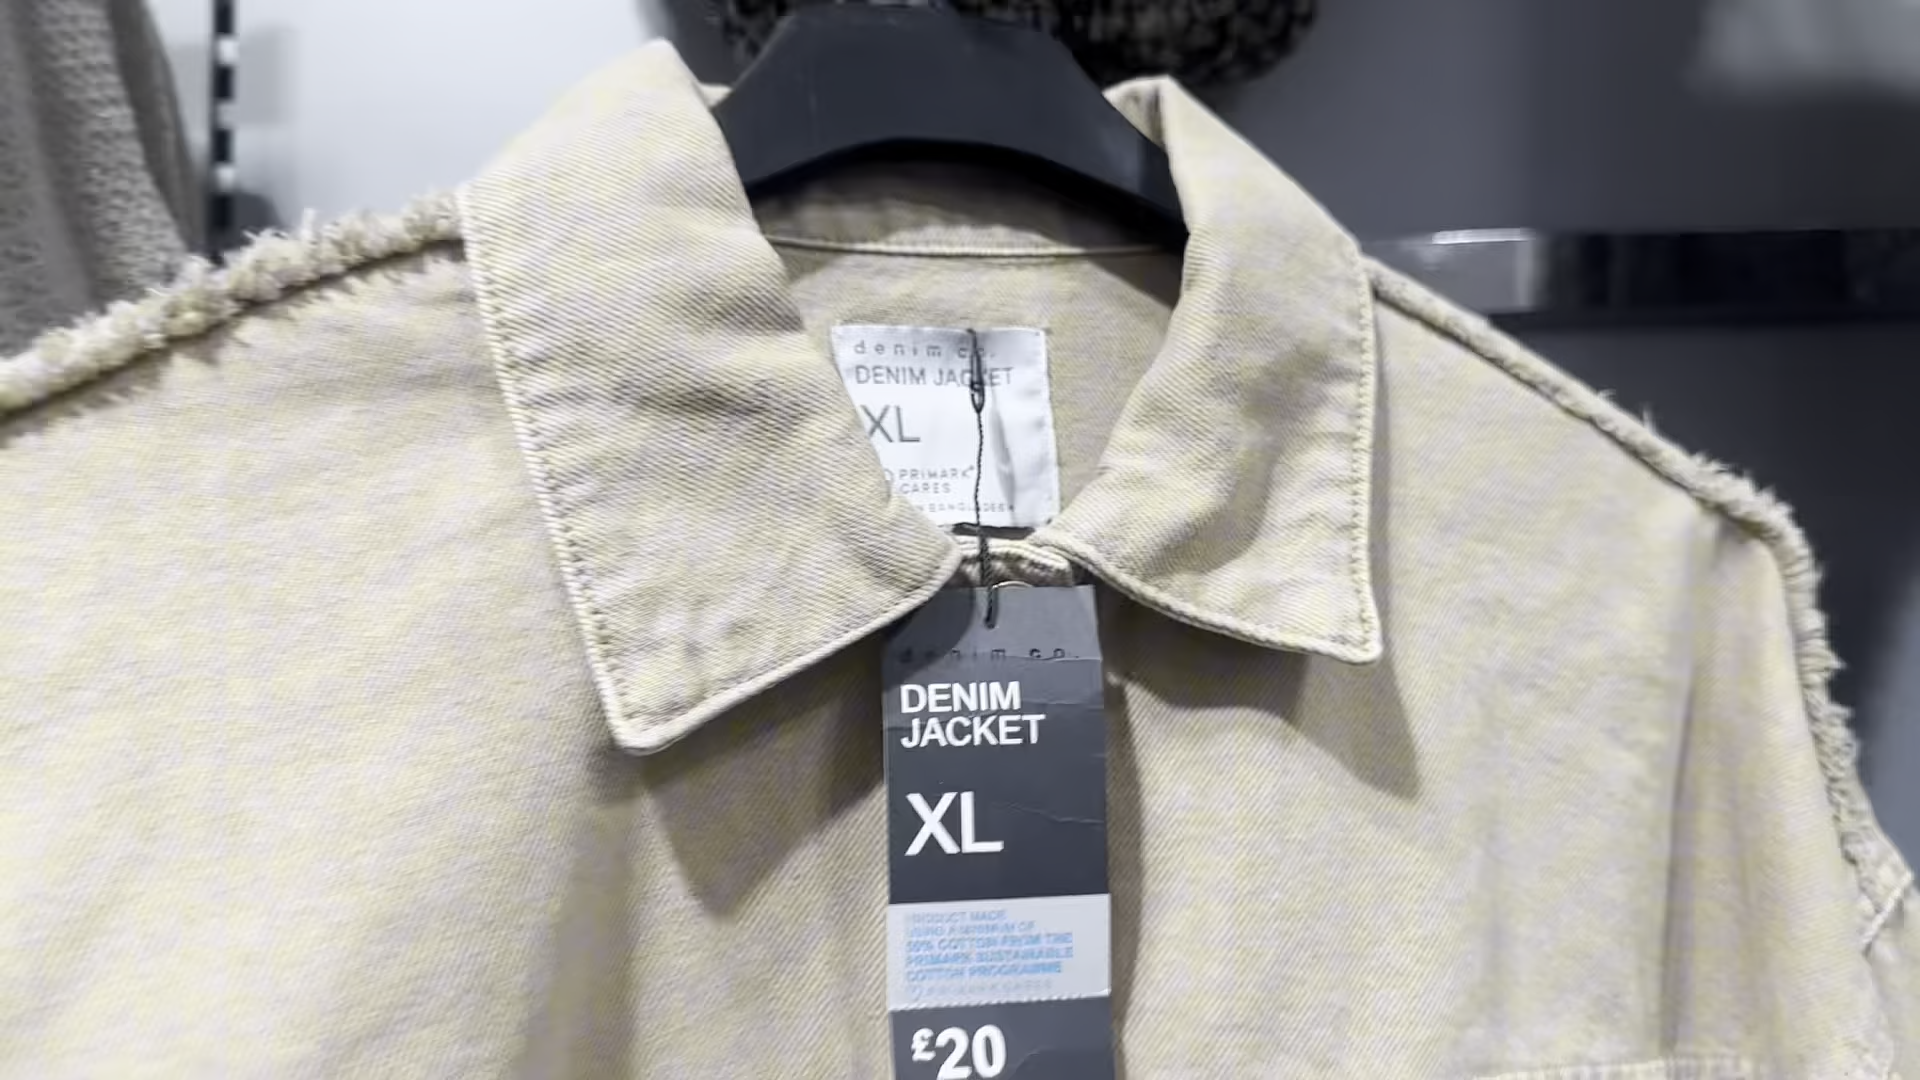 denim co.
DENIM JACKET
XL
PRIMARK
CARES
BANGLADESH
denim co.
DENIM
JACKET
XL
PRODUCT MADE
USING A MINIMUM OF
COTTON FROM THE
PRIMARK SUSTAINABLE
COTTON PROGRAMME
£20